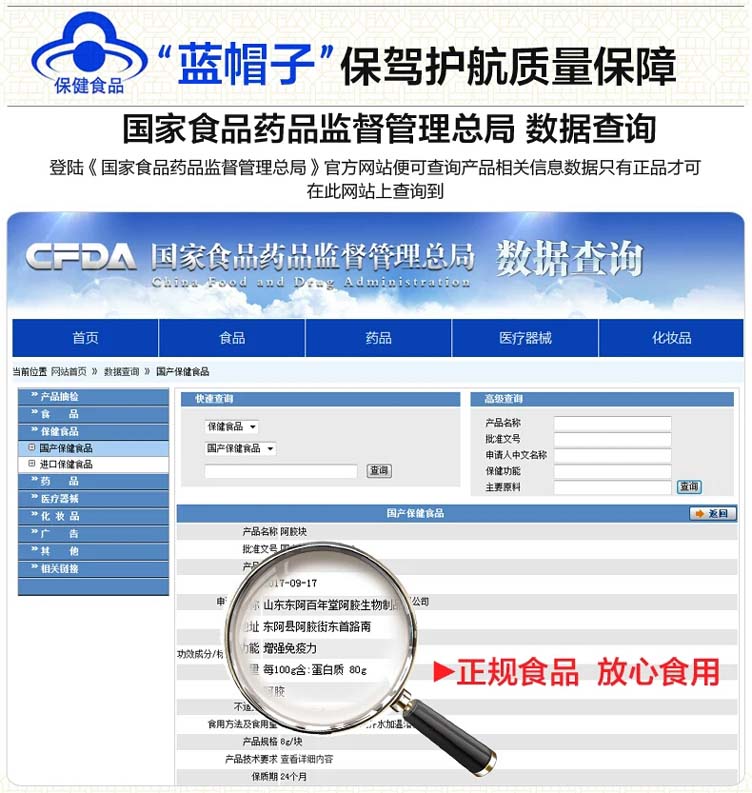 保健食品
“蓝帽子”保驾护航质量保障
国家食品药品监督管理总局 数据查询
登陆《国家食品药品监督管理总局》官方网站便可查询产品相关信息数据只有正品才可
在此网站上查询到
CFDA 国家食品药品监督管理总局 数据查询
China Food and Drug Administration
首页 食品 药品 医疗器械 化妆品
当前位置 网站首页 》 数据查询 》 国产保健食品
产品抽检
食 品
保健食品
国产保健食品
进口保健食品
药 品
医疗器械
化 妆 品
广 告
其 他
相关链接
快速查询
保健食品
国产保健食品
查询
高级查询
产品名称
批准文号
申请人中文名称
保健功能
主要原料
查询
国产保健食品 返回
产品名称 阿胶块
批准文号
017-09-17
山东东阿百年堂阿胶生物制品 公司
地址 东阿县阿胶街东首路南
功能 增强免疫力
功效成分/标 量 每100g含:蛋白质 80g
阿胶
不适
食用方法及食用量 水加温
产品规格 8g/块
产品技术要求 查看详细内容
保质期 24个月
▶正规食品 放心食用